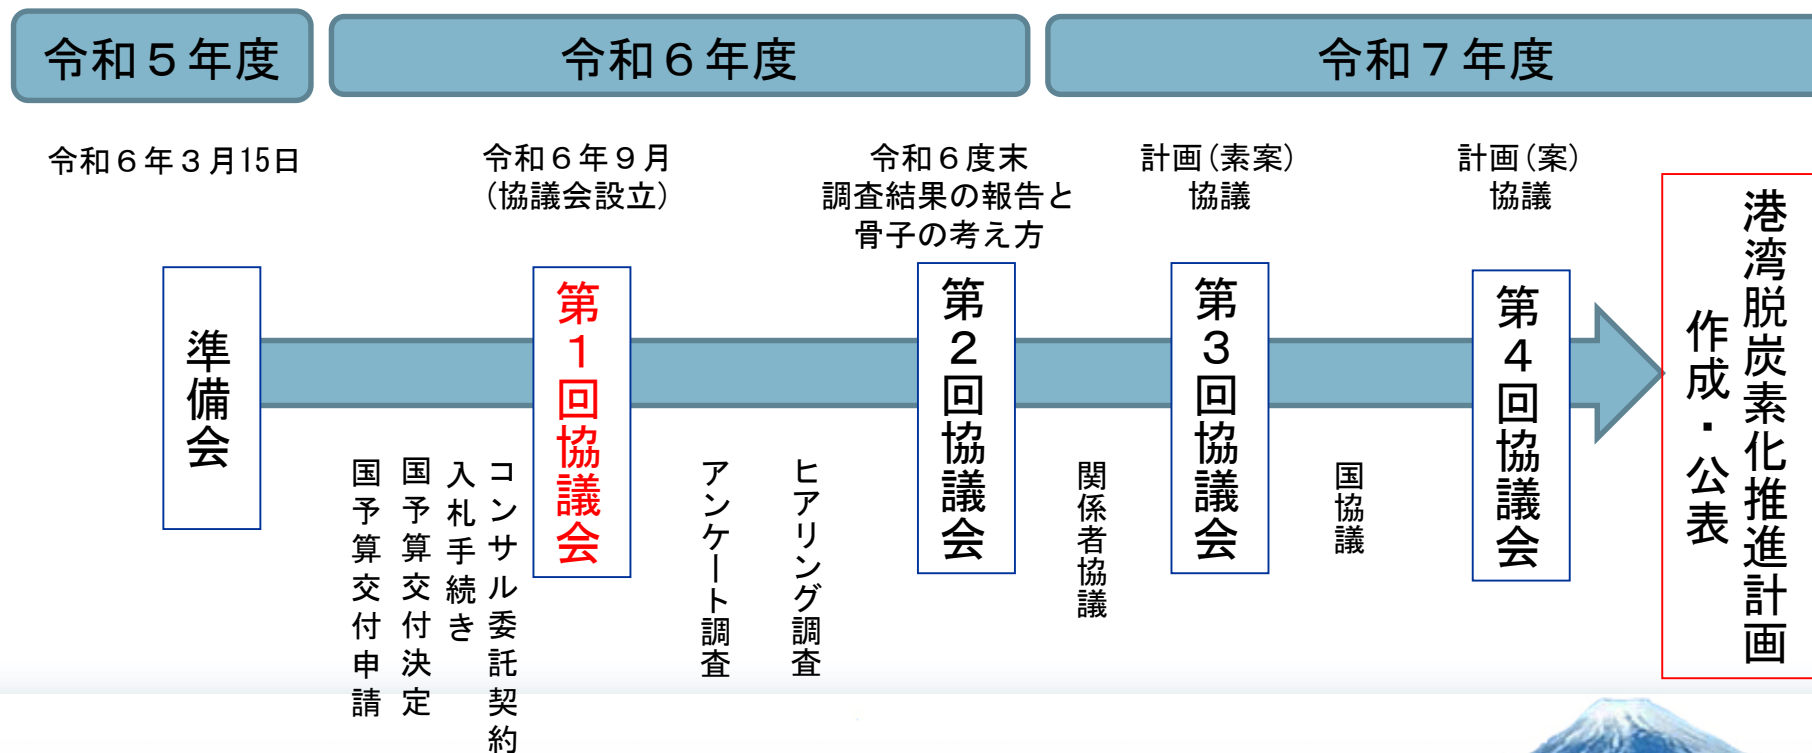 令和５年度
令和６年度
令和７年度
令和６年３月15日
令和６年９月
(協議会設立)
令和６度末
調査結果の報告と
骨子の考え方
計画(素案)
協議
計画(案)
協議
準備会
第１回協議会
第２回協議会
第３回協議会
第４回協議会
港湾脱炭素化推進計画
作成・公表
国予算交付申請
国予算交付決定
入札手続き
コンサル委託契約
アンケート調査
ヒアリング調査
関係者協議
国協議